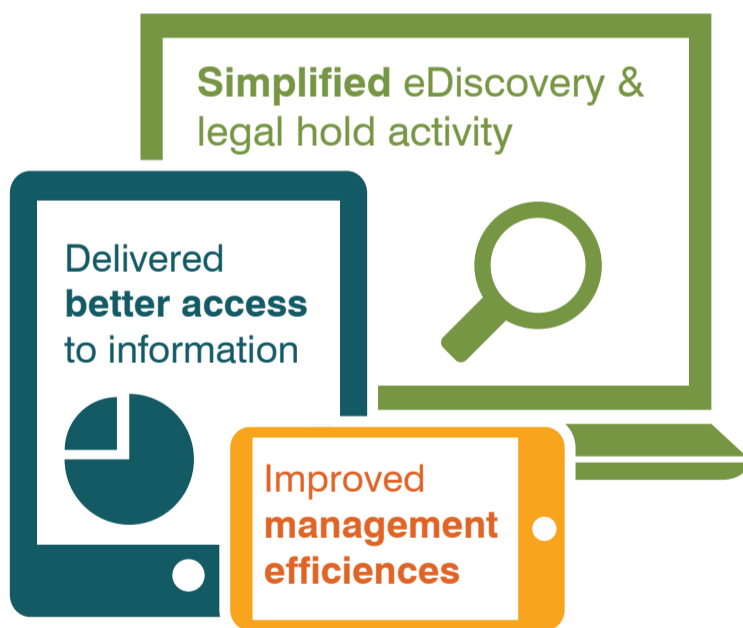 Simplified eDiscovery &
legal hold activity
Delivered
better access
to information
Improved
management
efficiences